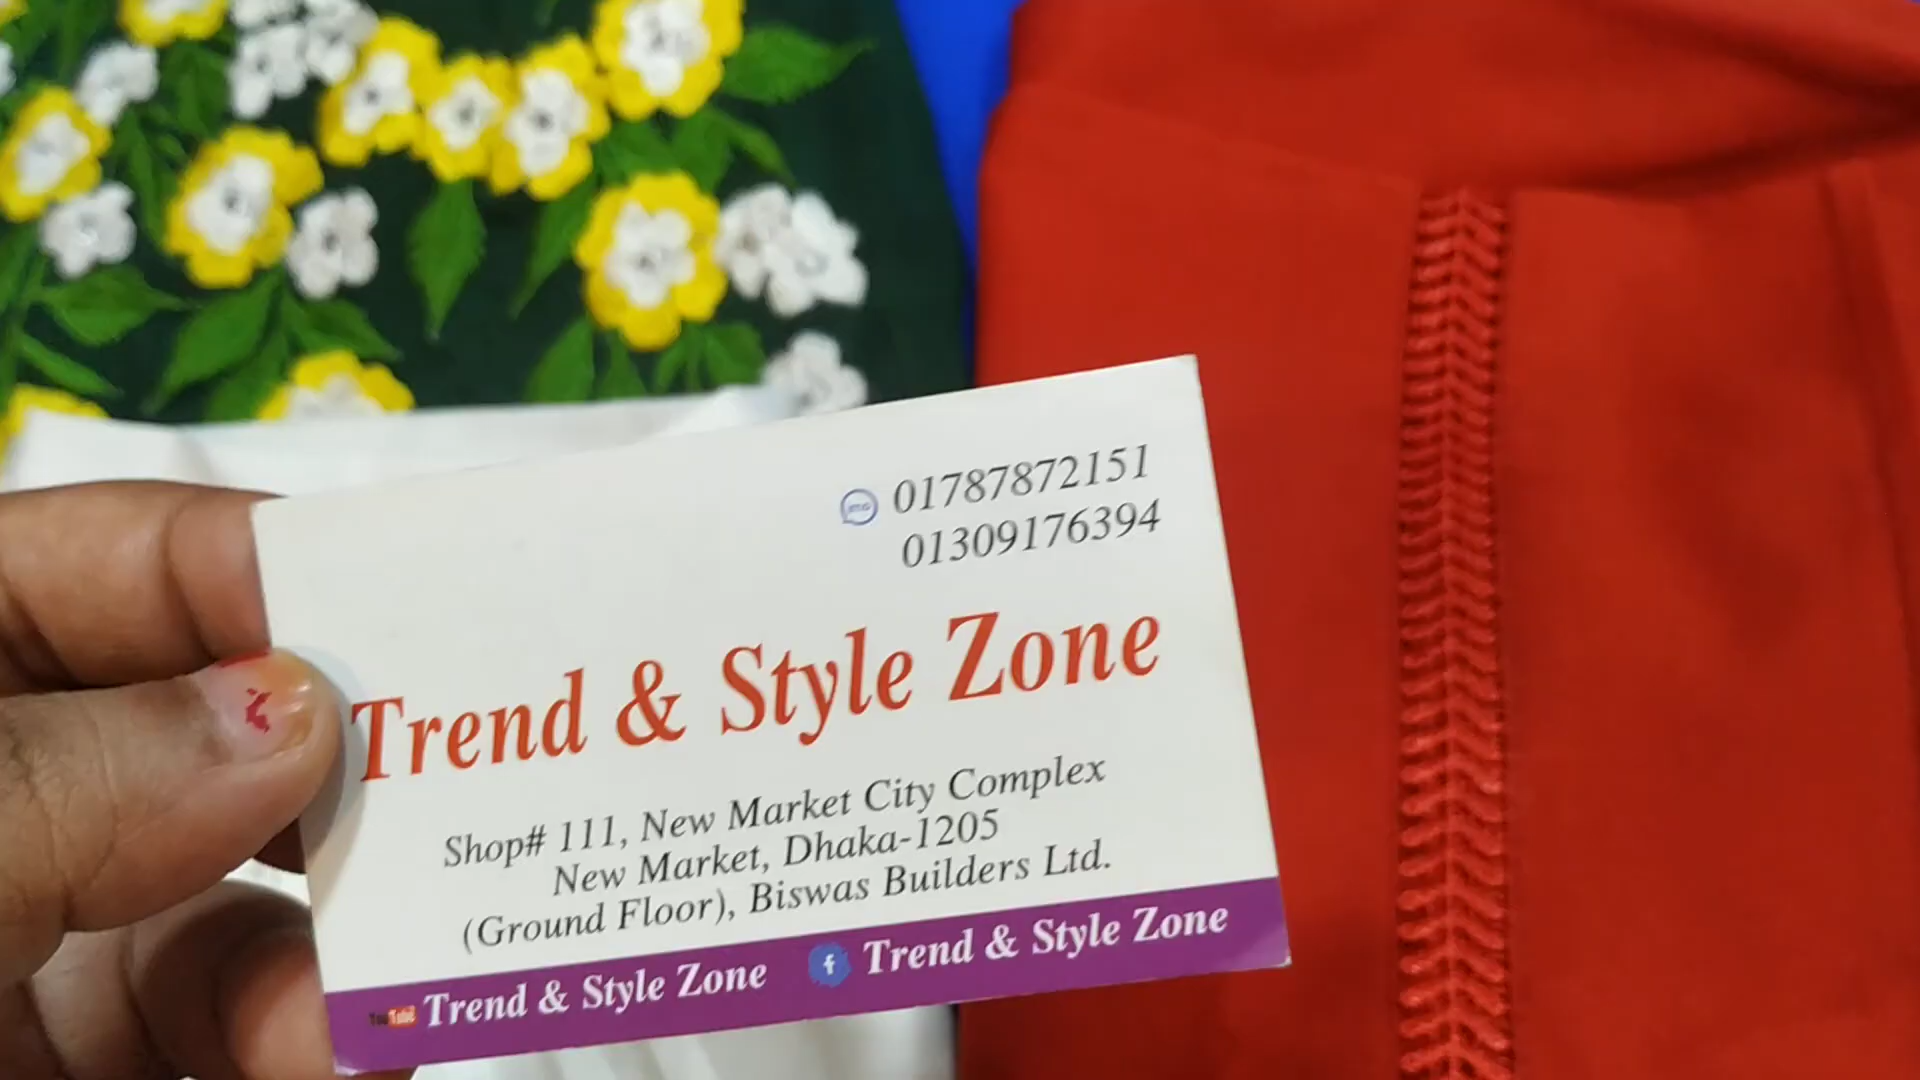 01787872151
01309176394
Trend & Style Zone
Shop# 111, New Market City Complex
New Market, Dhaka-1205
(Ground Floor), Biswas Builders Ltd.
YouTube Trend & Style Zone f Trend & Style Zone